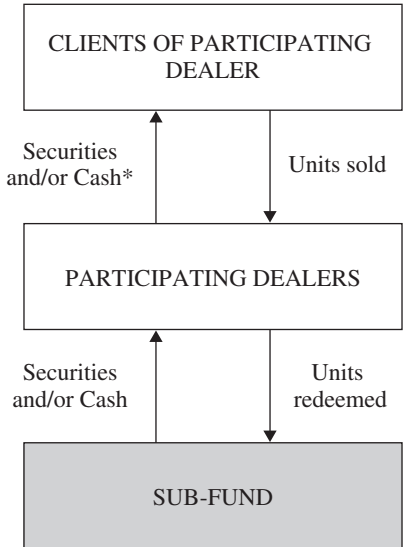 CLIENTS OF PARTICIPATING
DEALER
Securities
and/or Cash*
Units sold
PARTICIPATING DEALERS
Securities
and/or Cash
Units
redeemed
SUB-FUND